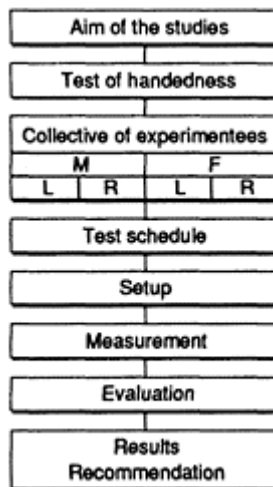 Aim of the studies
Test of handedness
Collective of experimentees
M F
L R L R
Test schedule
Setup
Measurement
Evaluation
Results
Recommendation